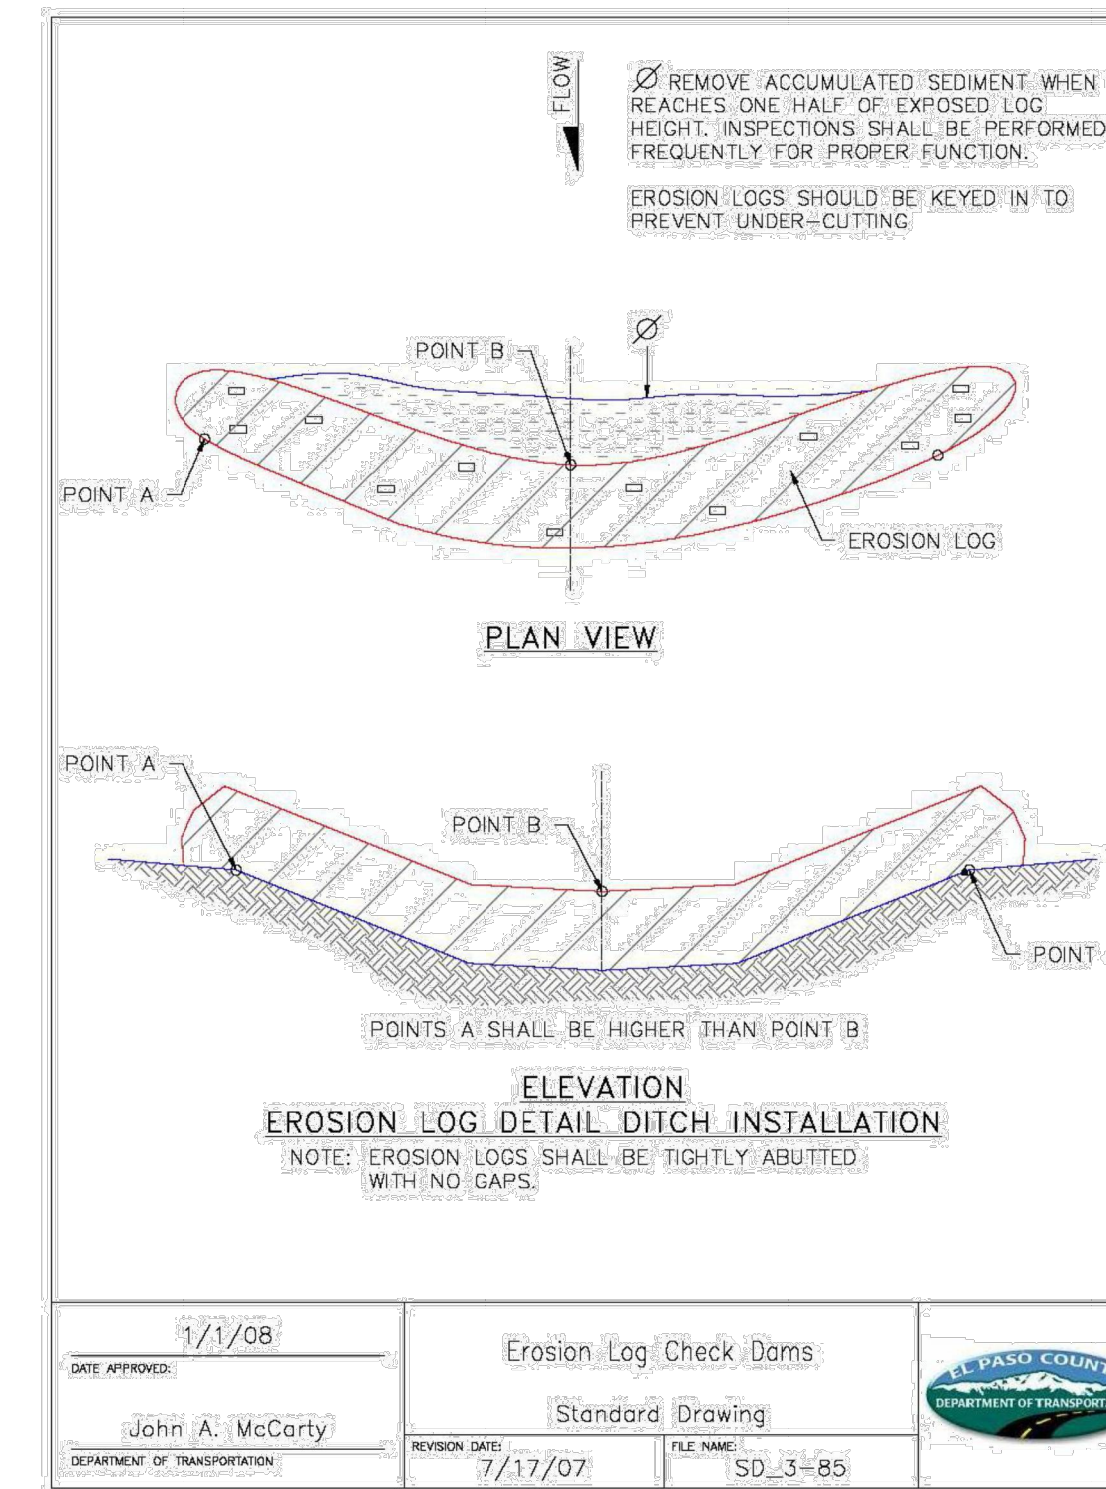 FLOW
Ø REMOVE ACCUMULATED SEDIMENT WHEN
REACHES ONE HALF OF EXPOSED LOG
HEIGHT. INSPECTIONS SHALL BE PERFORMED
FREQUENTLY FOR PROPER FUNCTION.
EROSION LOGS SHOULD BE KEYED IN TO
PREVENT UNDER-CUTTING
Ø
POINT B
POINT A
EROSION LOG
PLAN VIEW
POINT A
POINT B
POINT
POINTS A SHALL BE HIGHER THAN POINT B
ELEVATION
EROSION LOG DETAIL DITCH INSTALLATION
NOTE: EROSION LOGS SHALL BE TIGHTLY ABUTTED
WITH NO GAPS.
1/1/08
DATE APPROVED:
John A. McCarty
DEPARTMENT OF TRANSPORTATION
Erosion Log Check Dams
Standard Drawing
REVISION DATE:
7/17/07
FILE NAME:
SD_3-85
EL PASO
DEPARTMENT OF